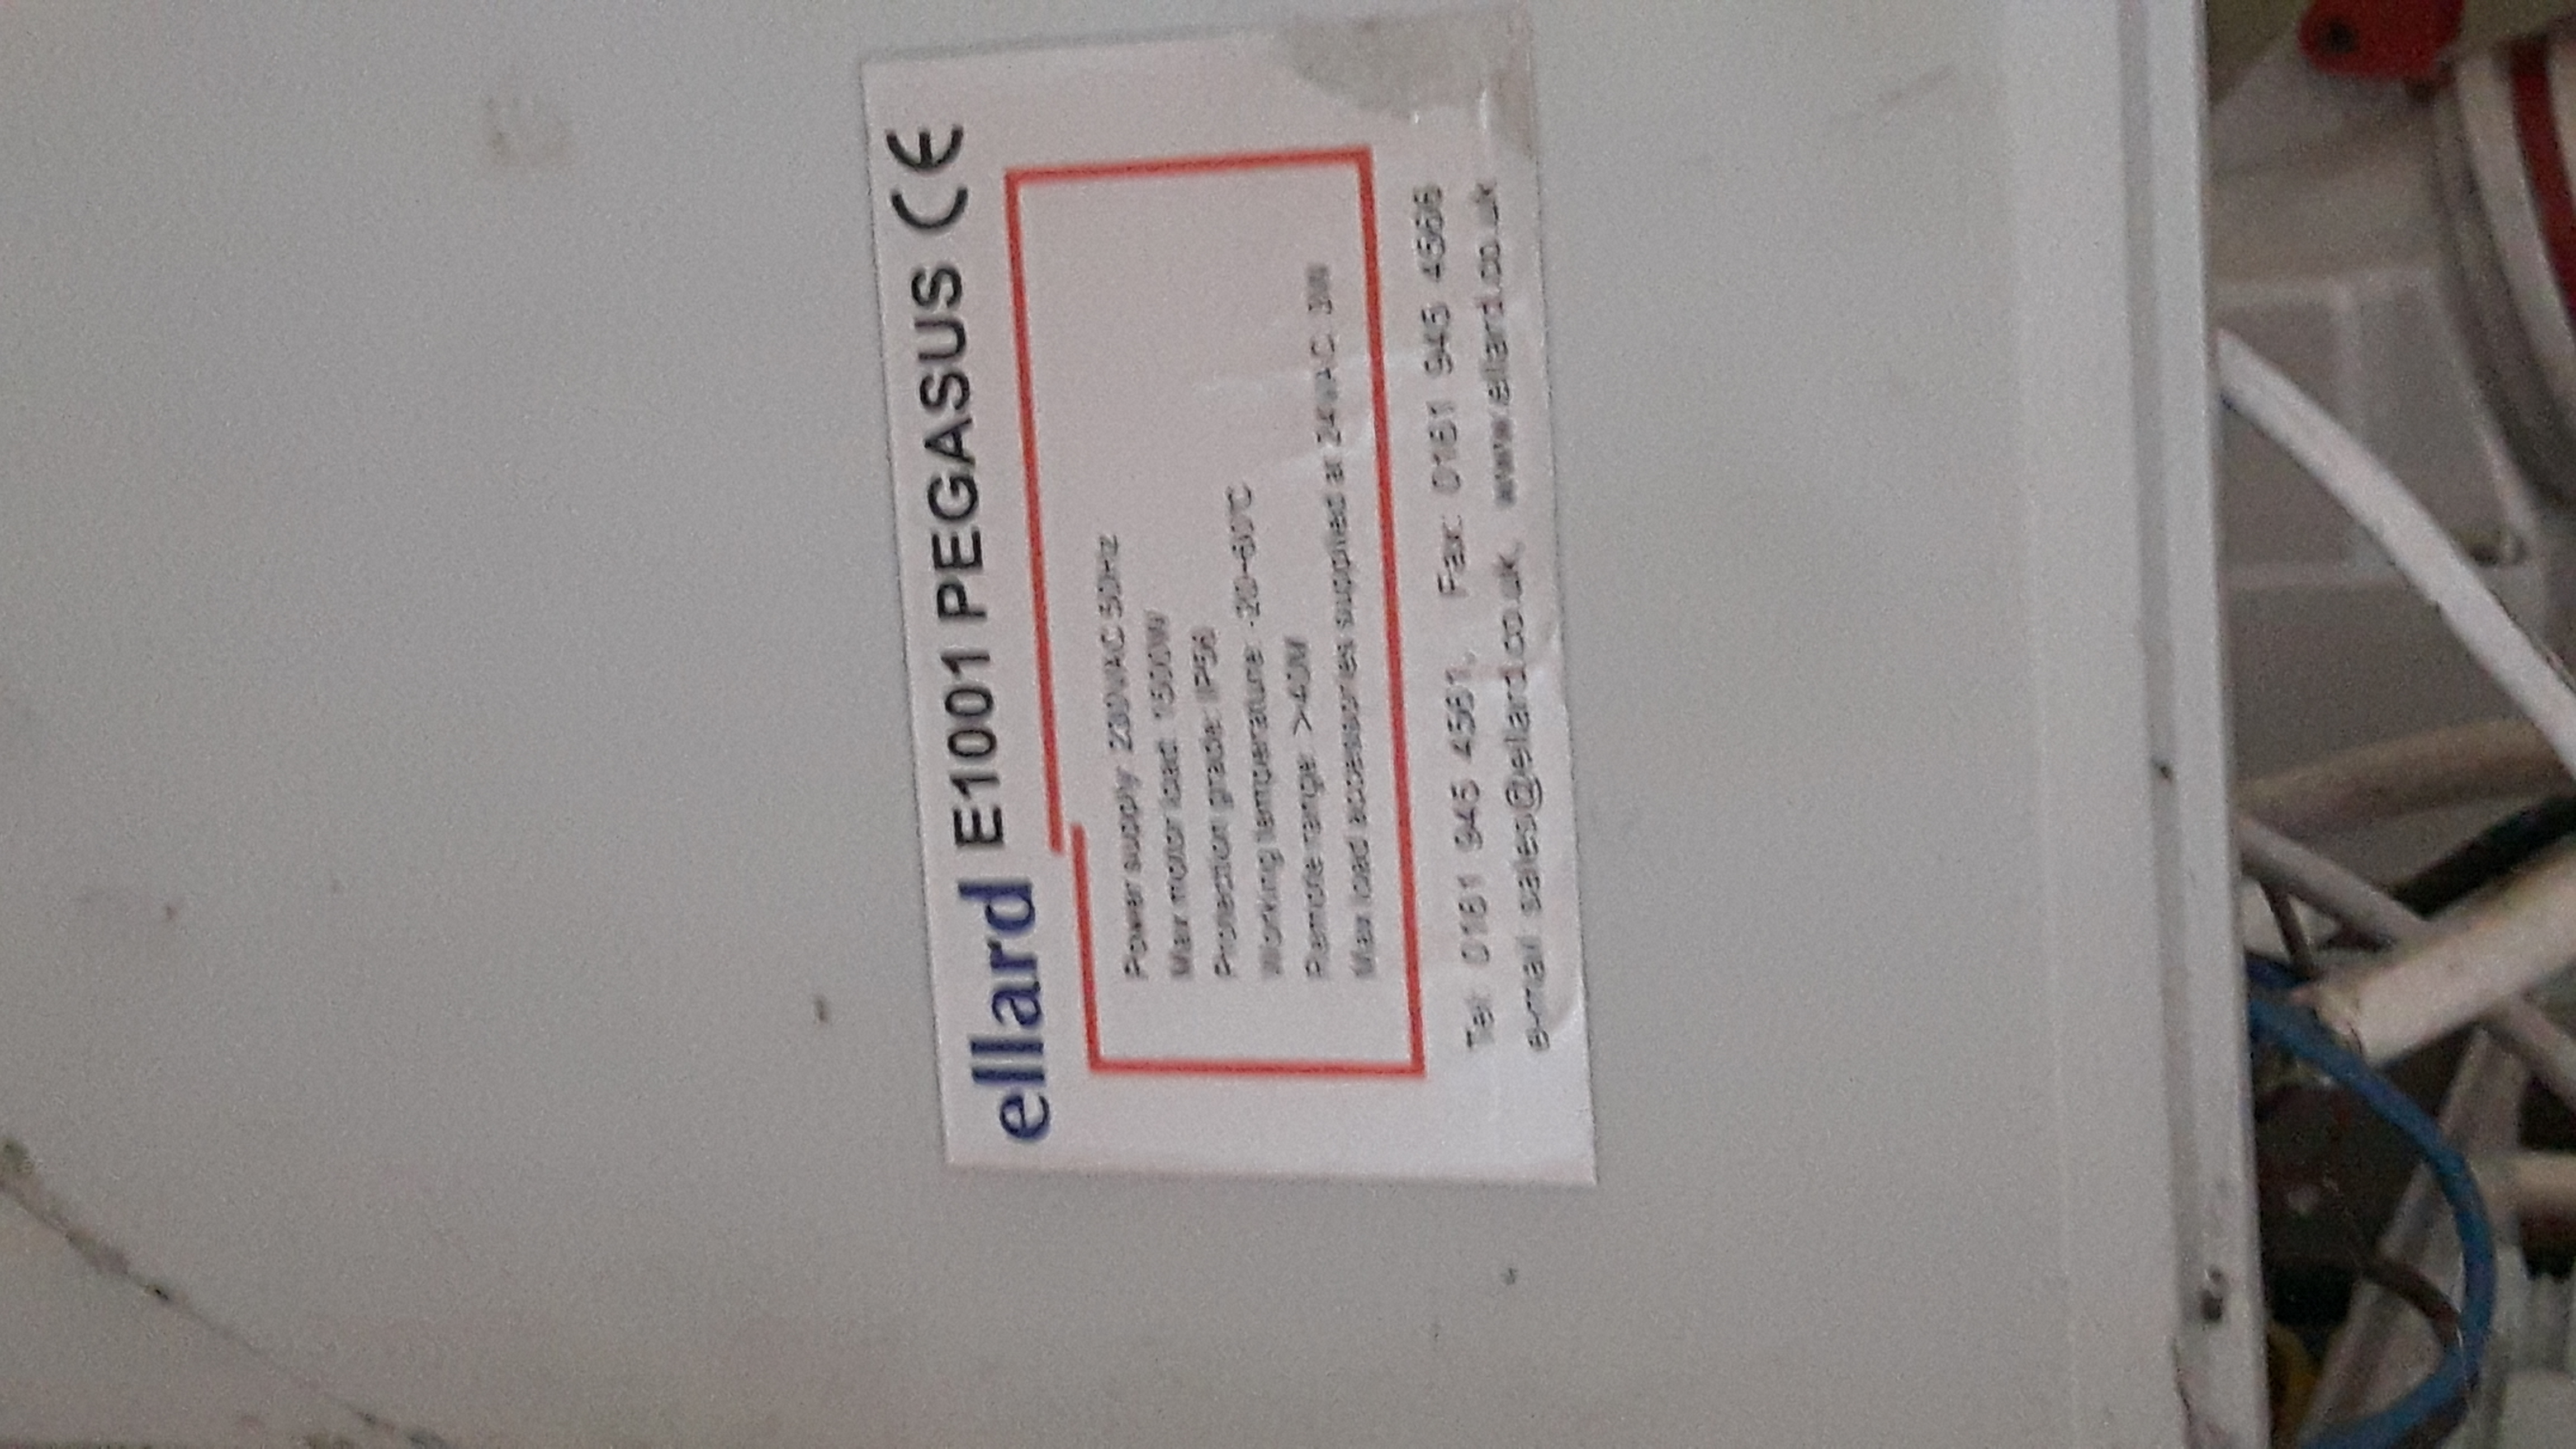 ellard E1001 PEGASUS CE
Power supply 230VAC 50Hz
Max motor load: 1500W
Protection grade: IP56
Working temperature: -20~60°C
Remote range: >40M
Max load accessories supplied at 24vAC 3W
Tel: 0161 945 4561, Fax: 0161 945 4566
e-mail sales@ellard.co.uk, www.ellard.co.uk